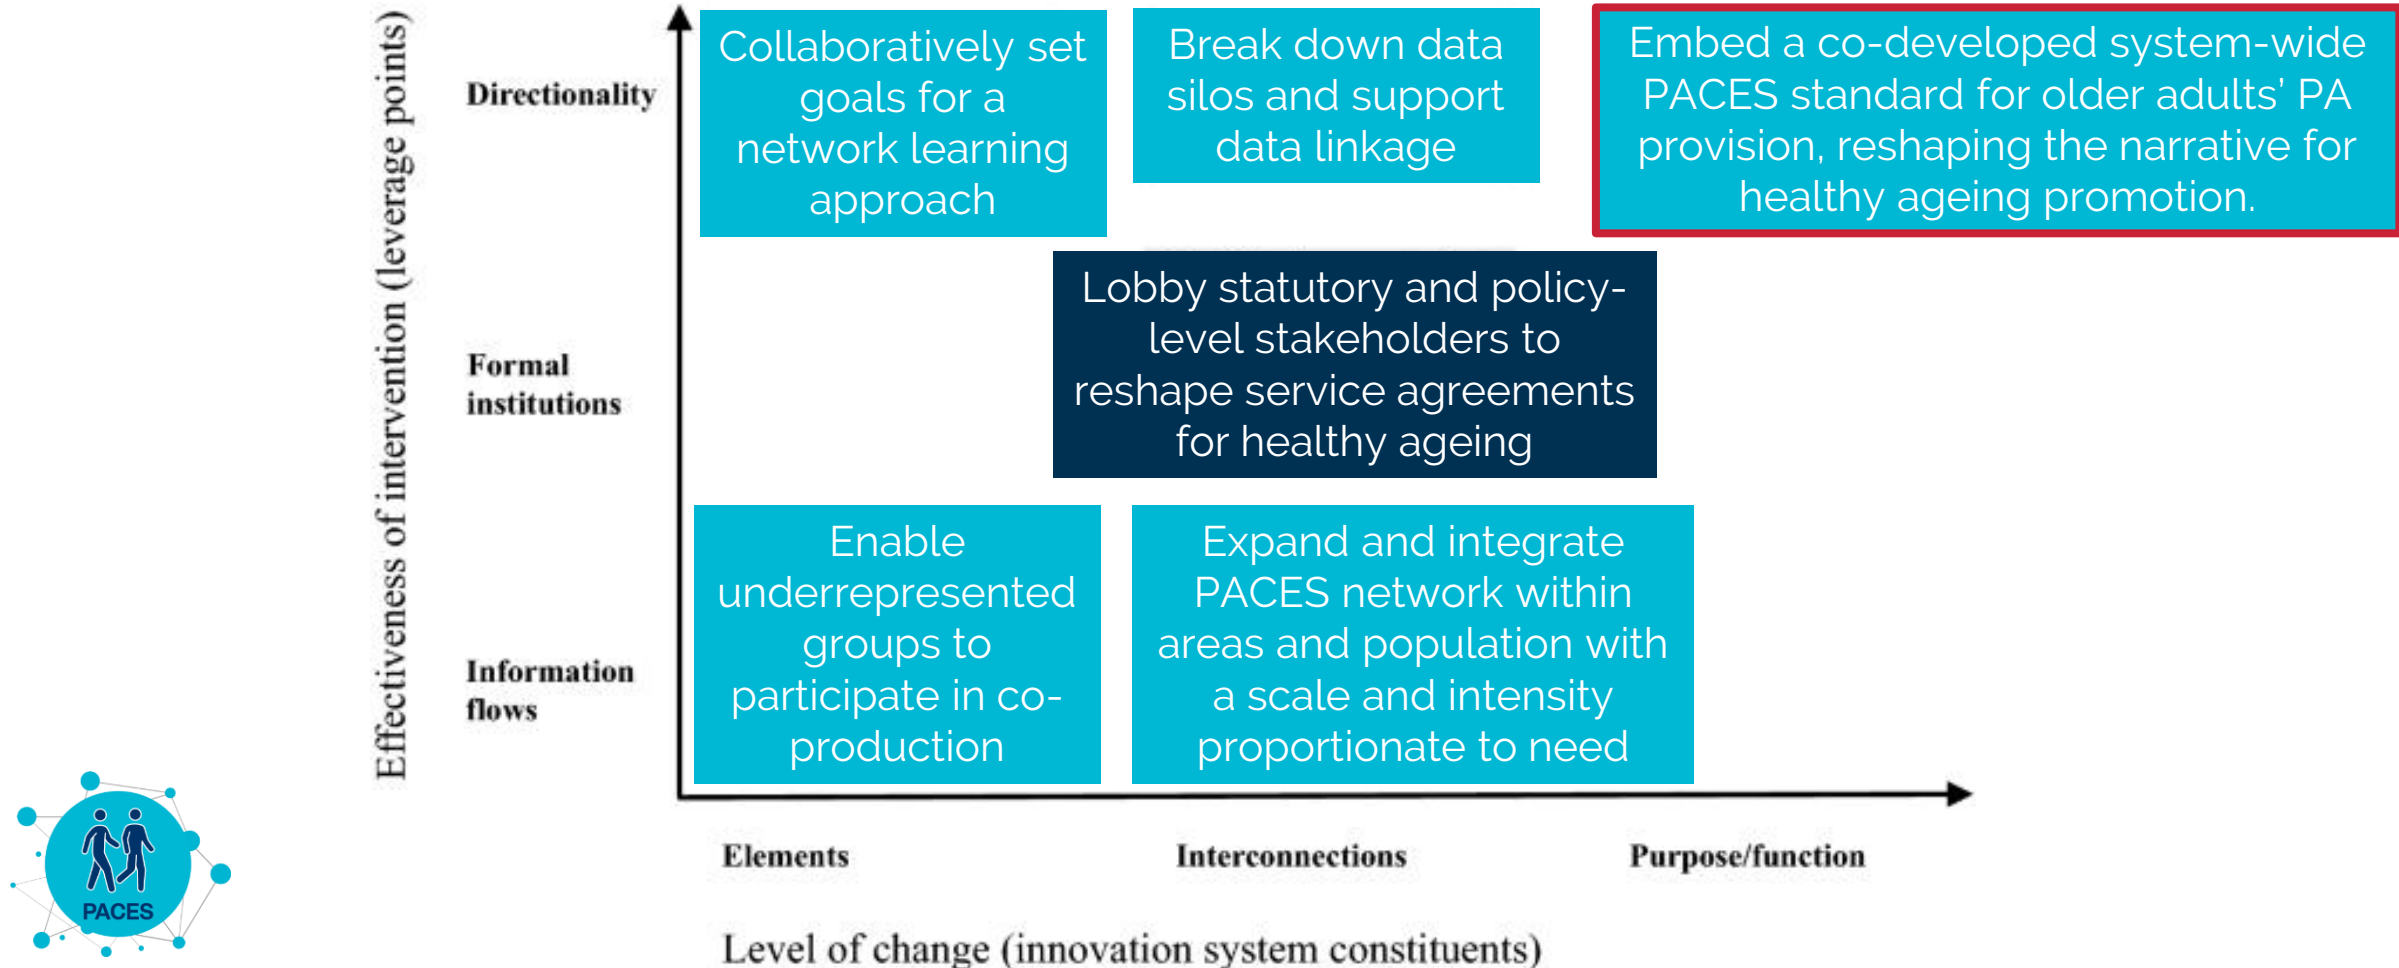 Effectiveness of intervention (leverage points)
Directionality
Collaboratively set
goals for a
network learning
approach
Break down data
silos and support
data linkage
Embed a co-developed system-wide
PACES standard for older adults’ PA
provision, reshaping the narrative for
healthy ageing promotion.
Formal
institutions
Lobby statutory and policy-
level stakeholders to
reshape service agreements
for healthy ageing
Information
flows
Enable
underrepresented
groups to
participate in co-
production
Expand and integrate
PACES network within
areas and population with
a scale and intensity
proportionate to need
Elements
Interconnections
Purpose/function
Level of change (innovation system constituents)
PACES